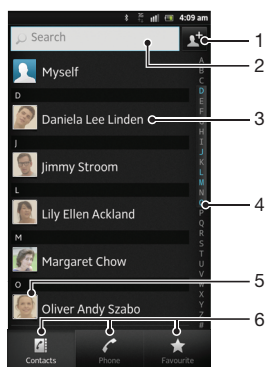 4:09 am
Search
1
2
Myself
D
Daniela Lee Linden
3
J
Jimmy Stroom
L
Lily Ellen Ackland
4
M
Margaret Chow
O
5
Oliver Andy Szabo
6
Contacts Phone Favourite
A
B
C
D
E
F
G
H
I
J
K
L
M
N
O
P
Q
R
S
T
U
V
W
X
Y
Z
#